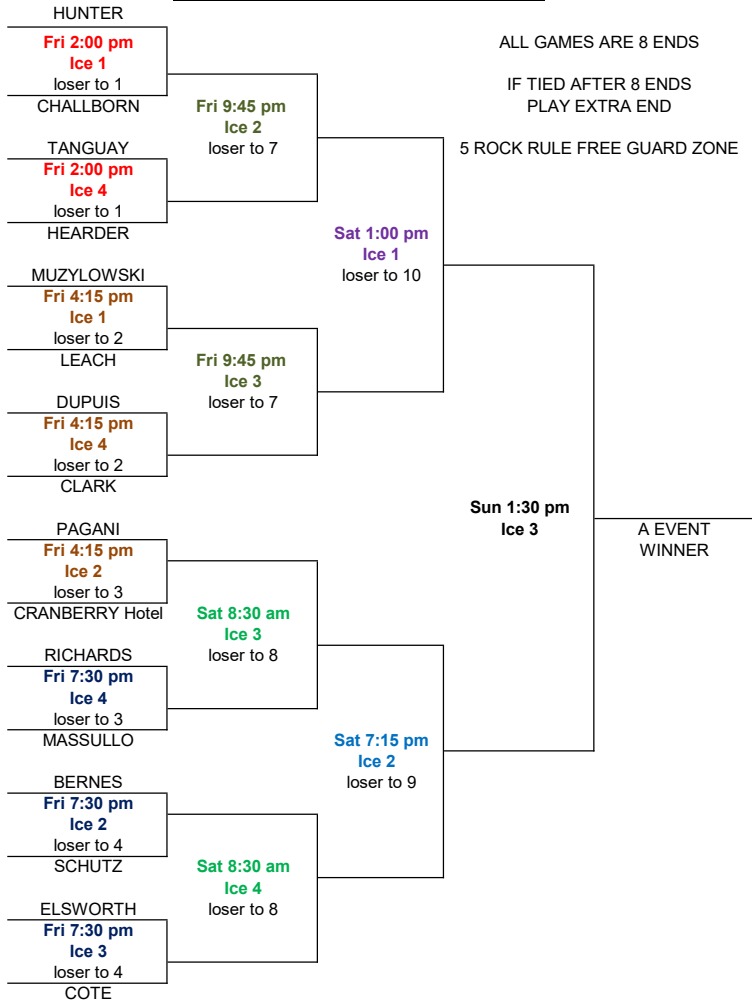 HUNTER
Fri 2:00 pm
Ice 1
loser to 1
CHALLBORN
TANGUAY
Fri 2:00 pm
Ice 4
loser to 1
HEARDER
MUZYLOWSKI
Fri 4:15 pm
Ice 1
loser to 2
LEACH
DUPUIS
Fri 4:15 pm
Ice 4
loser to 2
CLARK
PAGANI
Fri 4:15 pm
Ice 2
loser to 3
CRANBERRY Hotel
RICHARDS
Fri 7:30 pm
Ice 4
loser to 3
MASSULLO
BERNES
Fri 7:30 pm
Ice 2
loser to 4
SCHUTZ
ELSWORTH
Fri 7:30 pm
Ice 3
loser to 4
COTE
Fri 9:45 pm
Ice 2
loser to 7
Fri 9:45 pm
Ice 3
loser to 7
Sat 8:30 am
Ice 3
loser to 8
Sat 8:30 am
Ice 4
loser to 8
Sat 1:00 pm
Ice 1
loser to 10
Sat 7:15 pm
Ice 2
loser to 9
Sun 1:30 pm
Ice 3
A EVENT
WINNER
ALL GAMES ARE 8 ENDS
IF TIED AFTER 8 ENDS
PLAY EXTRA END
5 ROCK RULE FREE GUARD ZONE